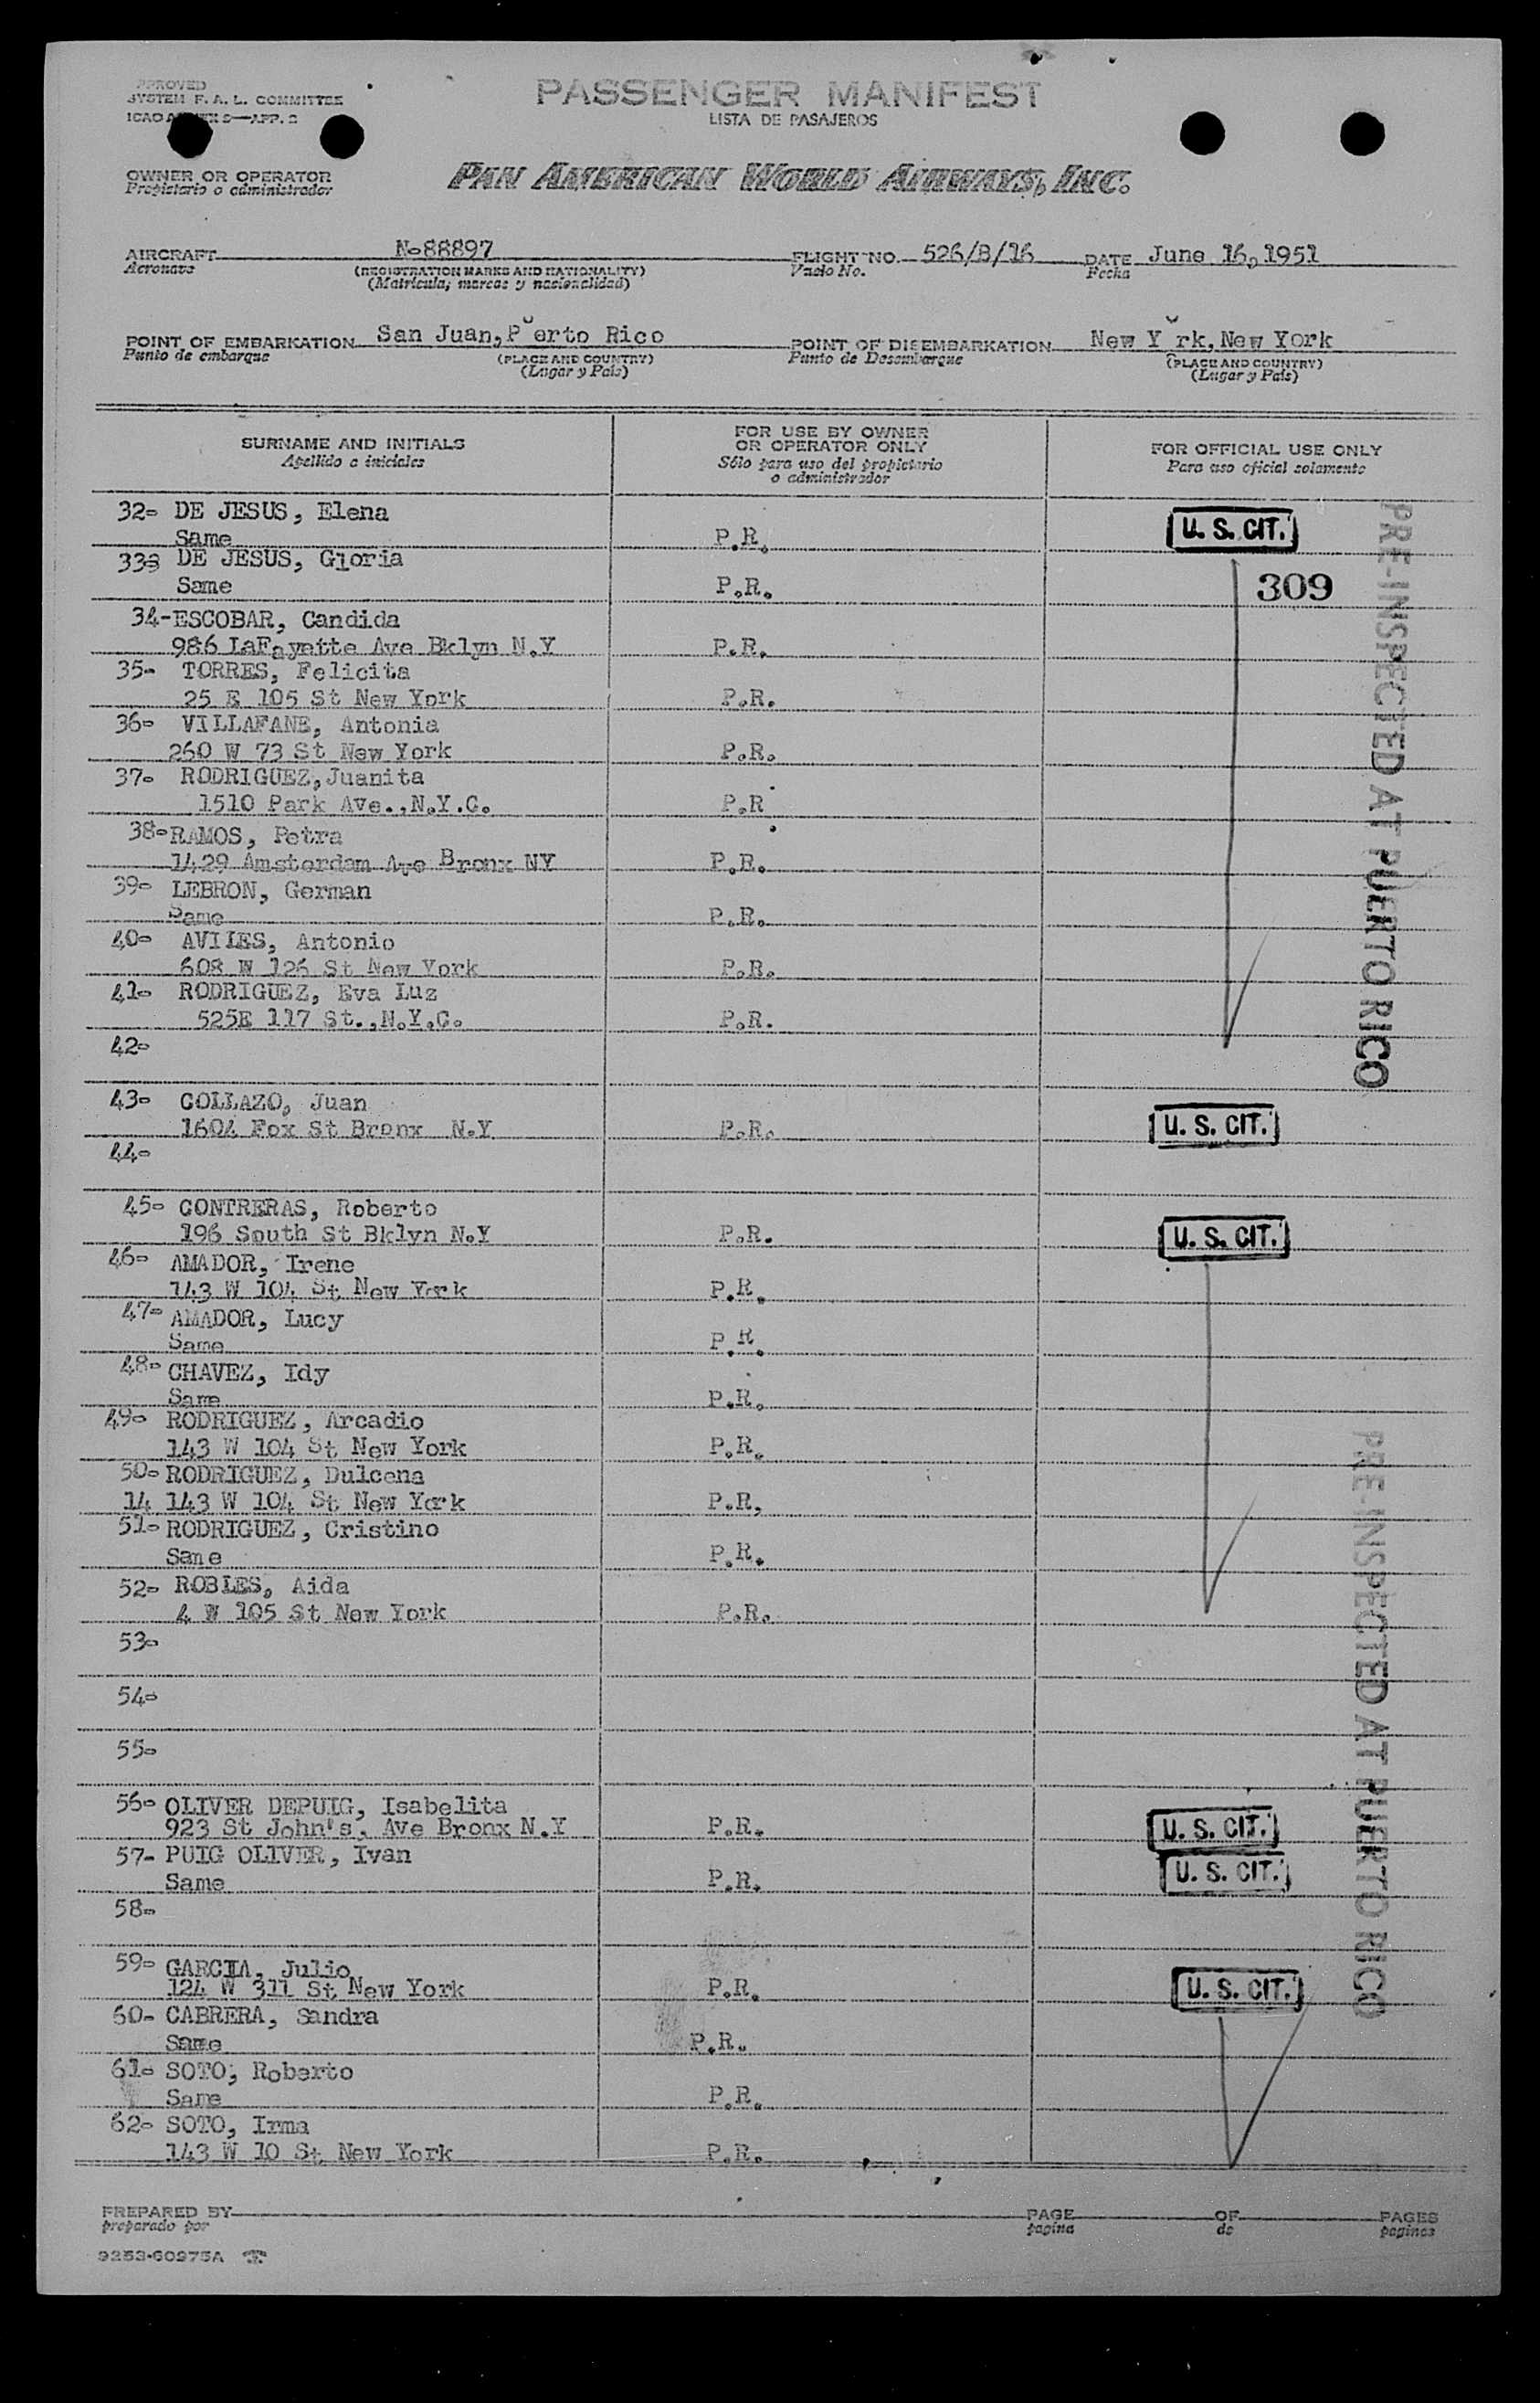 PPROVED
SYSTEM F. A. L. COMMITTEE
ICAO ANNEX 9—APP. 2
PASSENGER MANIFEST
LISTA DE PASAJEROS
OWNER OR OPERATOR
Propietario o administrador
PAN AMERICAN WORLD AIRWAYS, INC.
AIRCRAFT N-88897 FLIGHT NO. 526/B/16 DATE June 16, 1951
Aeronave (REGISTRATION MARKS AND NATIONALITY) Vuelo No. Fecha
(Matricula; marcas y nacionalidad)
POINT OF EMBARKATION San Juan, Puerto Rico POINT OF DISEMBARKATION New York, New York
Punto de embarque (PLACE AND COUNTRY) Punto de Desembarque (PLACE AND COUNTRY)
(Lugar y País) (Lugar y País)
SURNAME AND INITIALS
Apellido e iniciales
FOR USE BY OWNER
OR OPERATOR ONLY
Sólo para uso del propietario
o administrador
FOR OFFICIAL USE ONLY
Para uso oficial solamente
32- DE JESUS, Elena
Same P.R. U. S. CIT.
33- DE JESUS, Gloria
Same P.R. 309
34- ESCOBAR, Candida
986 LaFayette Ave Bklyn N.Y P.R.
35- TORRES, Felicita
25 E 105 St New York P.R.
36- VILLAFANE, Antonia
260 W 73 St New York P.R.
37- RODRIGUEZ, Juanita
1510 Park Ave., N.Y.C. P.R
38- RAMOS, Petra
1429 Amsterdam Ave Bronx NY P.R.
39- LEBRON, German
Same P.R.
40- AVILES, Antonio
608 W 126 St New York P.R.
41- RODRIGUEZ, Eva Luz
525E 117 St., N.Y.C. P.R.
42-
43- COLLAZO, Juan
1604 Fox St Bronx N.Y P.R. U. S. CIT.
44-
45- CONTRERAS, Roberto
196 South St Bklyn N.Y P.R. U. S. CIT.
46- AMADOR, Irene
143 W 104 St New York P.R.
47- AMADOR, Lucy
Same P.R.
48- CHAVEZ, Idy
Same P.R.
49- RODRIGUEZ, Arcadio
143 W 104 St New York P.R.
50- RODRIGUEZ, Dulcena
14 143 W 104 St New York P.R,
51- RODRIGUEZ, Cristino
Same P.R.
52- ROBLES, Aida
4 W 105 St New York P.R.
53-
54-
55-
56- OLIVER DEPUIG, Isabelita
923 St John's, Ave Bronx N.Y P.R. U. S. CIT.
57- PUIG OLIVER, Ivan
Same P.R. U. S. CIT.
58-
59- GARCIA, Julio
124 W 311 St New York P.R. U. S. CIT.
60- CABRERA, Sandra
Same P.R.
61- SOTO, Roberto
Same P.R.
62- SOTO, Irma
143 W 10 St New York P.R.
PRE-INSPECTED AT PUERTO RICO
PRE-INSPECTED AT PUERTO RICO
PREPARED BY PAGE OF PAGES
preparado por pagina de paginas
9253-60975A